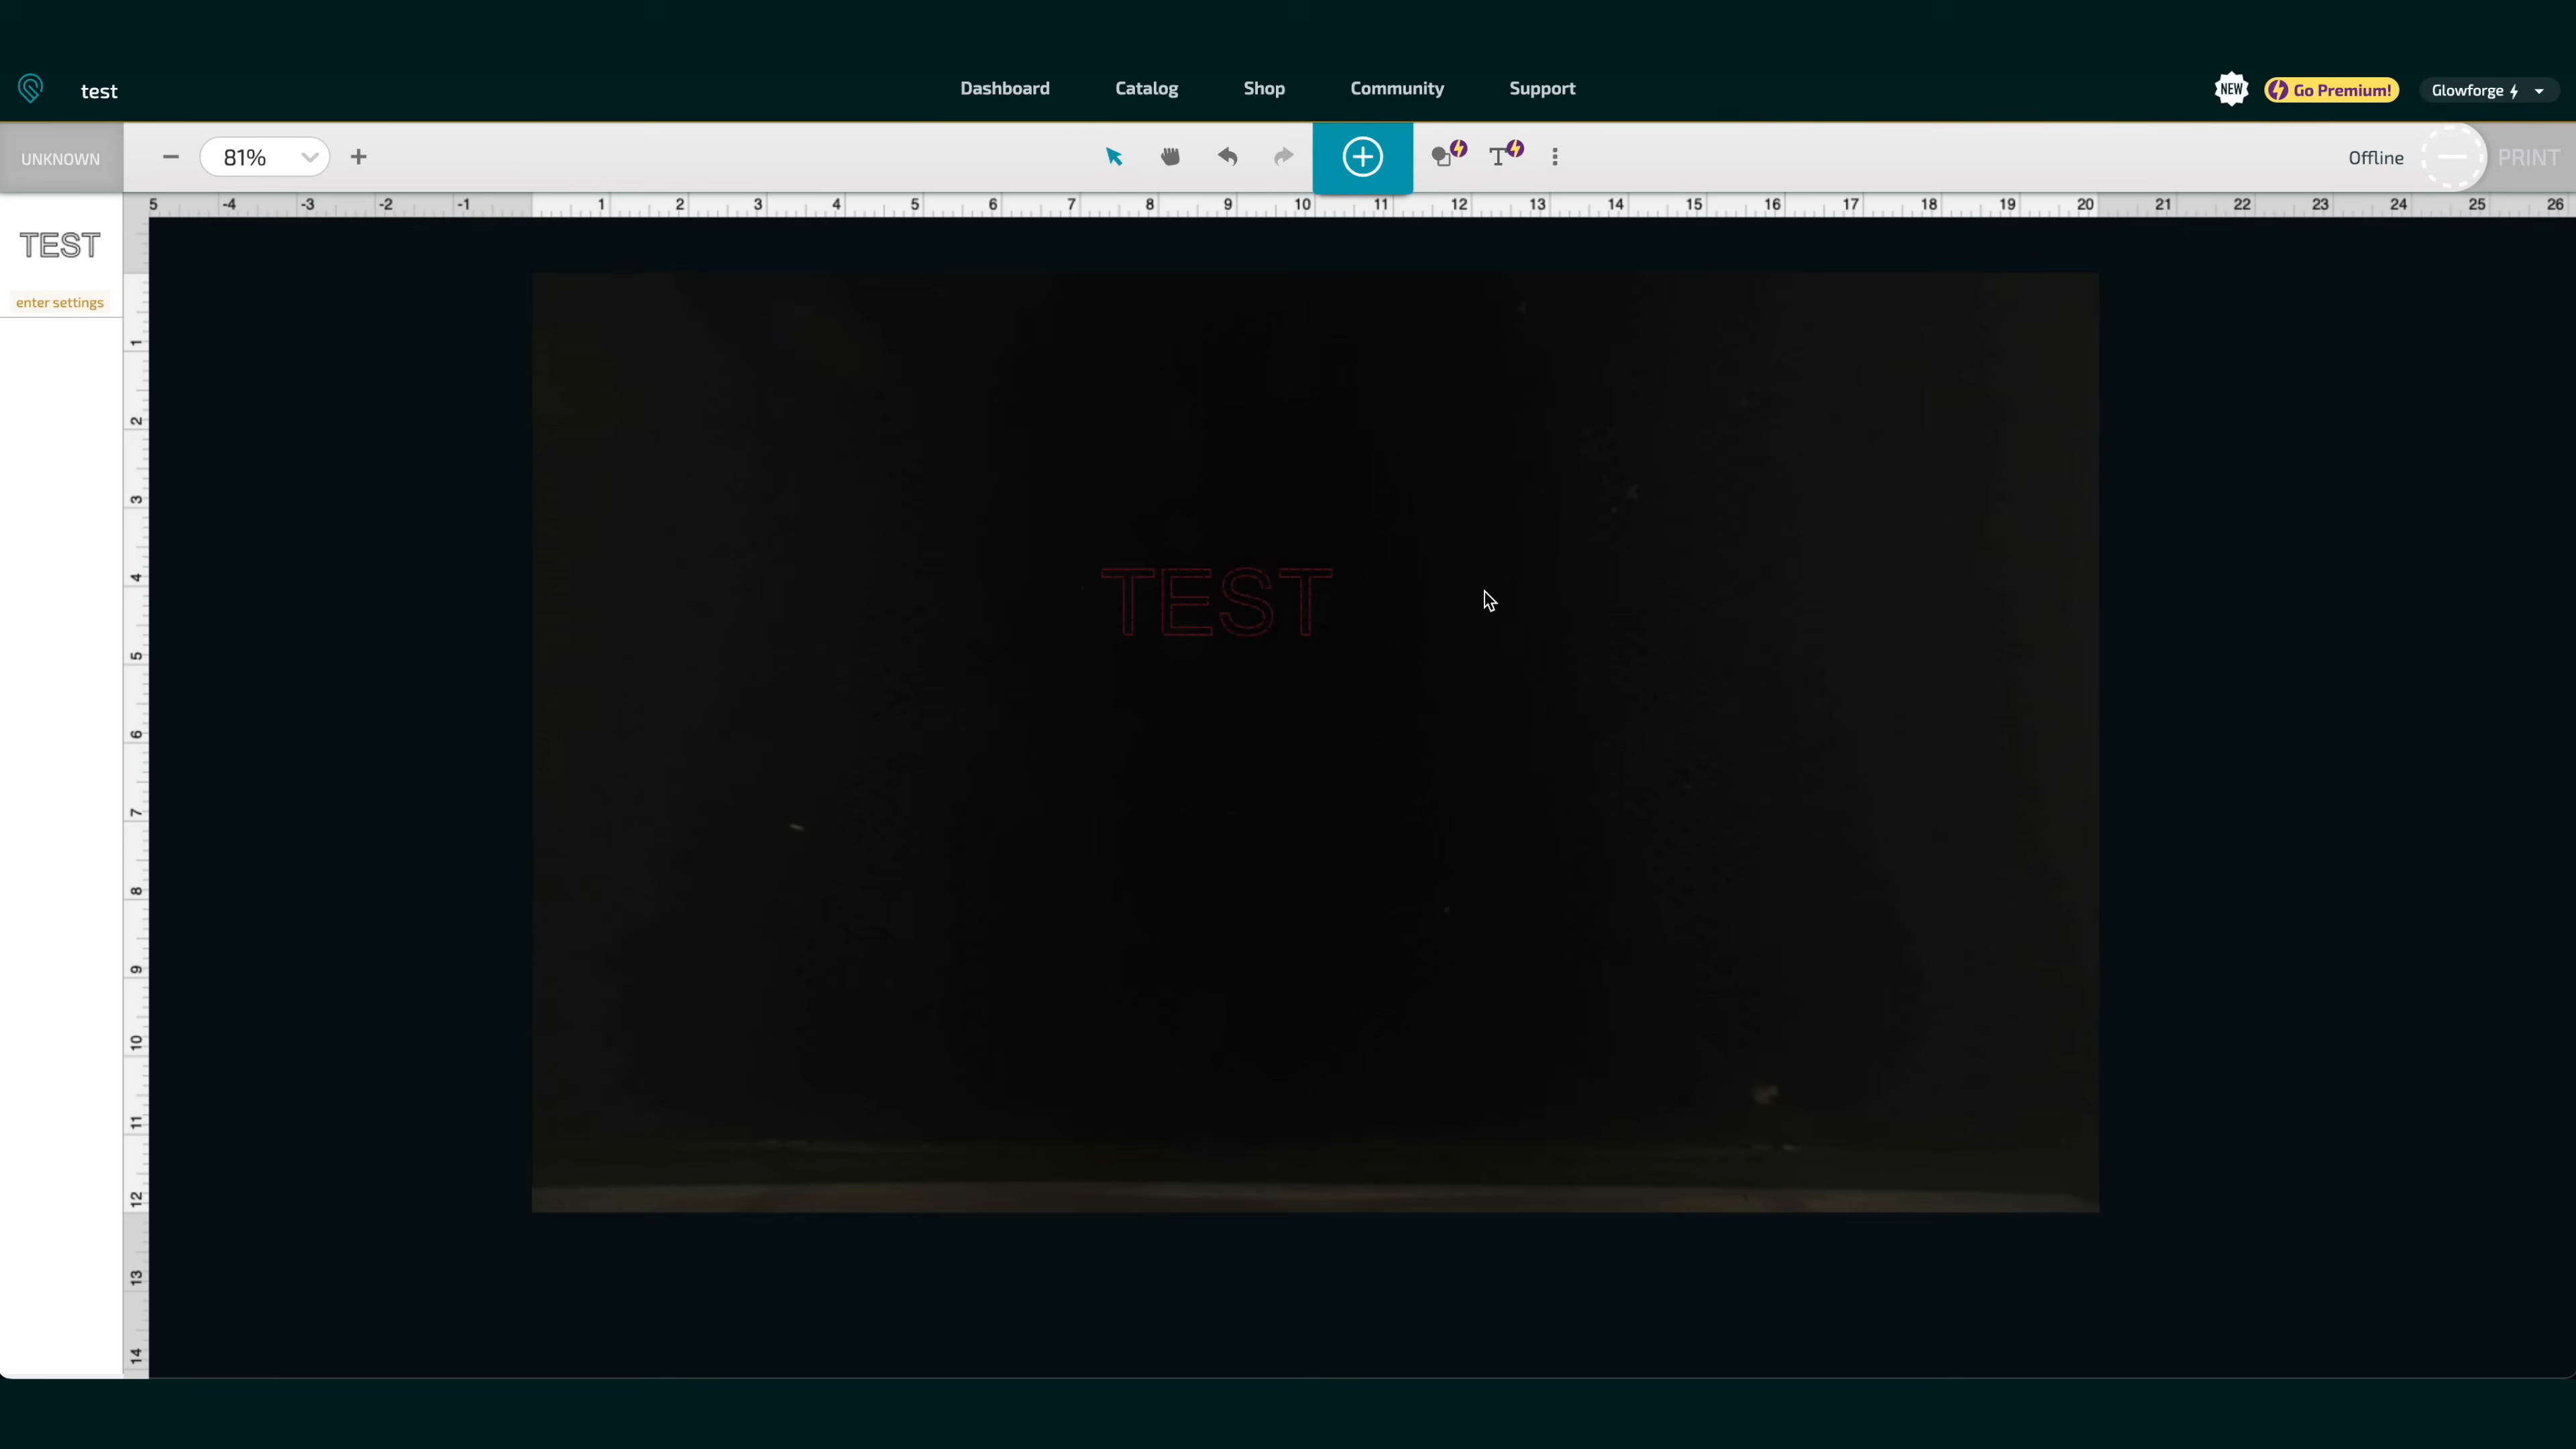 test
Dashboard Catalog Shop Community Support
NEW Go Premium! Glowforge
UNKNOWN 81% T Offline PRINT
5 -4 -3 -2 -1 1 2 3 4 5 6 7 8 9 10 11 12 13 14 15 16 17 18 19 20 21 22 23 24 25 26
TEST
enter settings
1
2
3
4
TEST
5
6
7
8
9
10
11
12
13
14